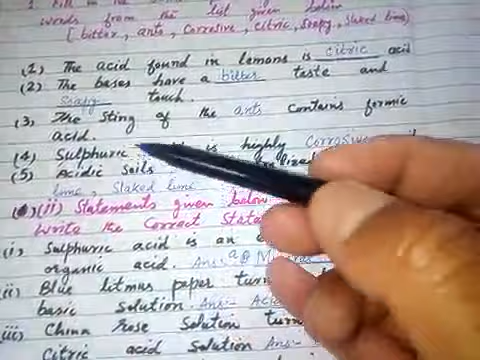 1 Fill in the
words from the list given below
[bitter, ants, Corrosive, citric, soapy, slaked lime)
(1) The acid found in lemons is citric acid
(2) The bases have a bitter taste and
soapy touch.
(3) The Sting of the ants contains formic
acid.
(4) Sulphuric is highly Corrosive
(5) Acidic Soils
lime, Slaked lime
(ii) Statements given below
Write the Correct
(i) Sulphuric acid is an
organic acid. Ans:
(ii) Blue litmus paper
basic solution. Ans:-
(iii) China rose Solution
Citric acid solution Ans:-